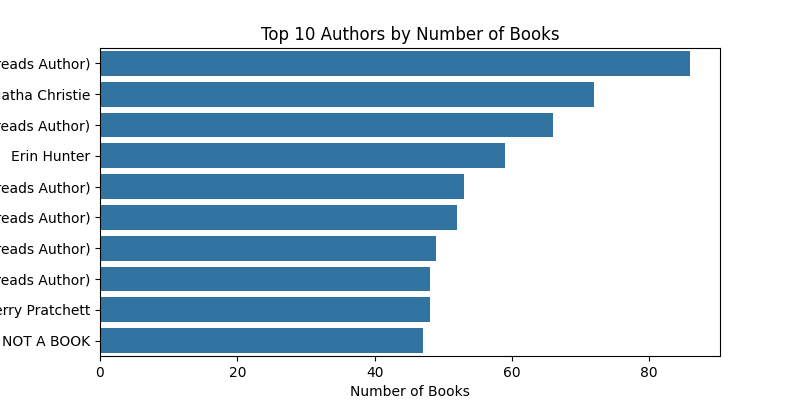 Top 10 Authors by Number of Books
reads Author)
atha Christie
reads Author)
Erin Hunter
reads Author)
reads Author)
reads Author)
reads Author)
erry Pratchett
NOT A BOOK
0 20 40 60 80
Number of Books